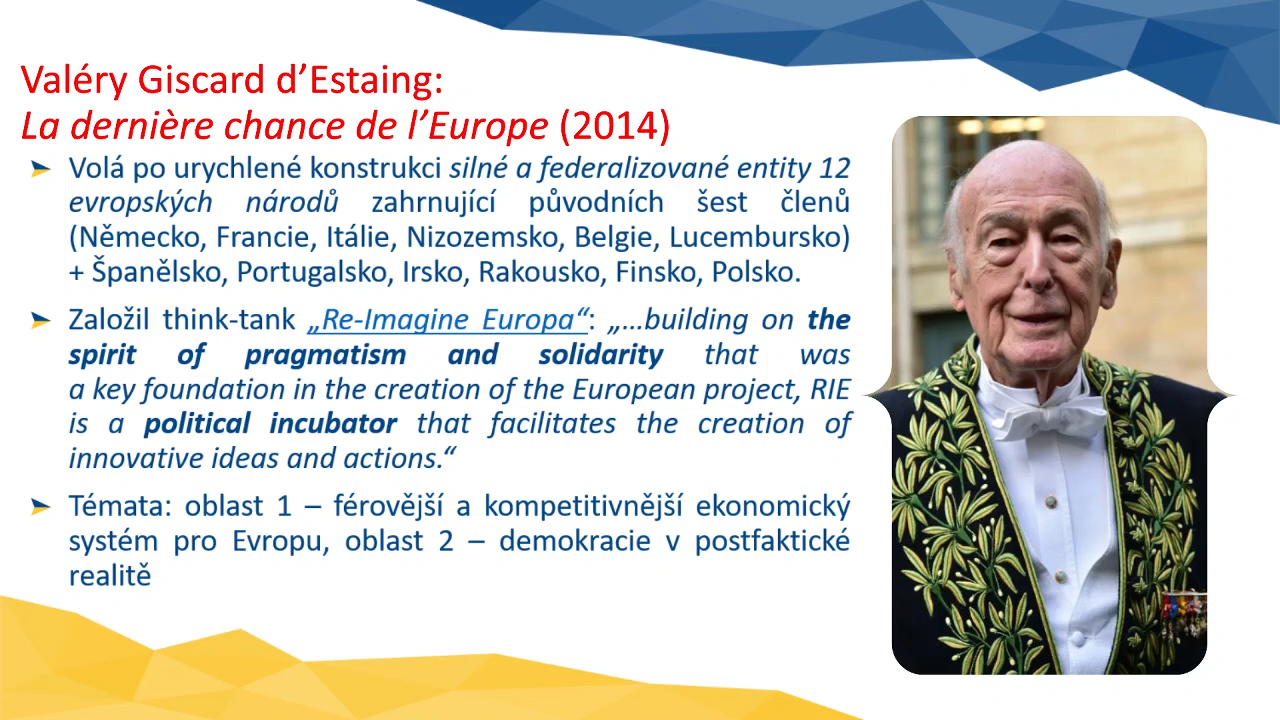 Valéry Giscard d’Estaing:
La dernière chance de l’Europe (2014)
Volá po urychlené konstrukci silné a federalizované entity 12
evropských národů zahrnující původních šest členů
(Německo, Francie, Itálie, Nizozemsko, Belgie, Lucembursko)
+ Španělsko, Portugalsko, Irsko, Rakousko, Finsko, Polsko.
Založil think-tank „Re-Imagine Europa“: „…building on the
spirit of pragmatism and solidarity that was
a key foundation in the creation of the European project, RIE
is a political incubator that facilitates the creation of
innovative ideas and actions.“
Témata: oblast 1 – férovější a kompetitivnější ekonomický
systém pro Evropu, oblast 2 – demokracie v postfaktické
realitě